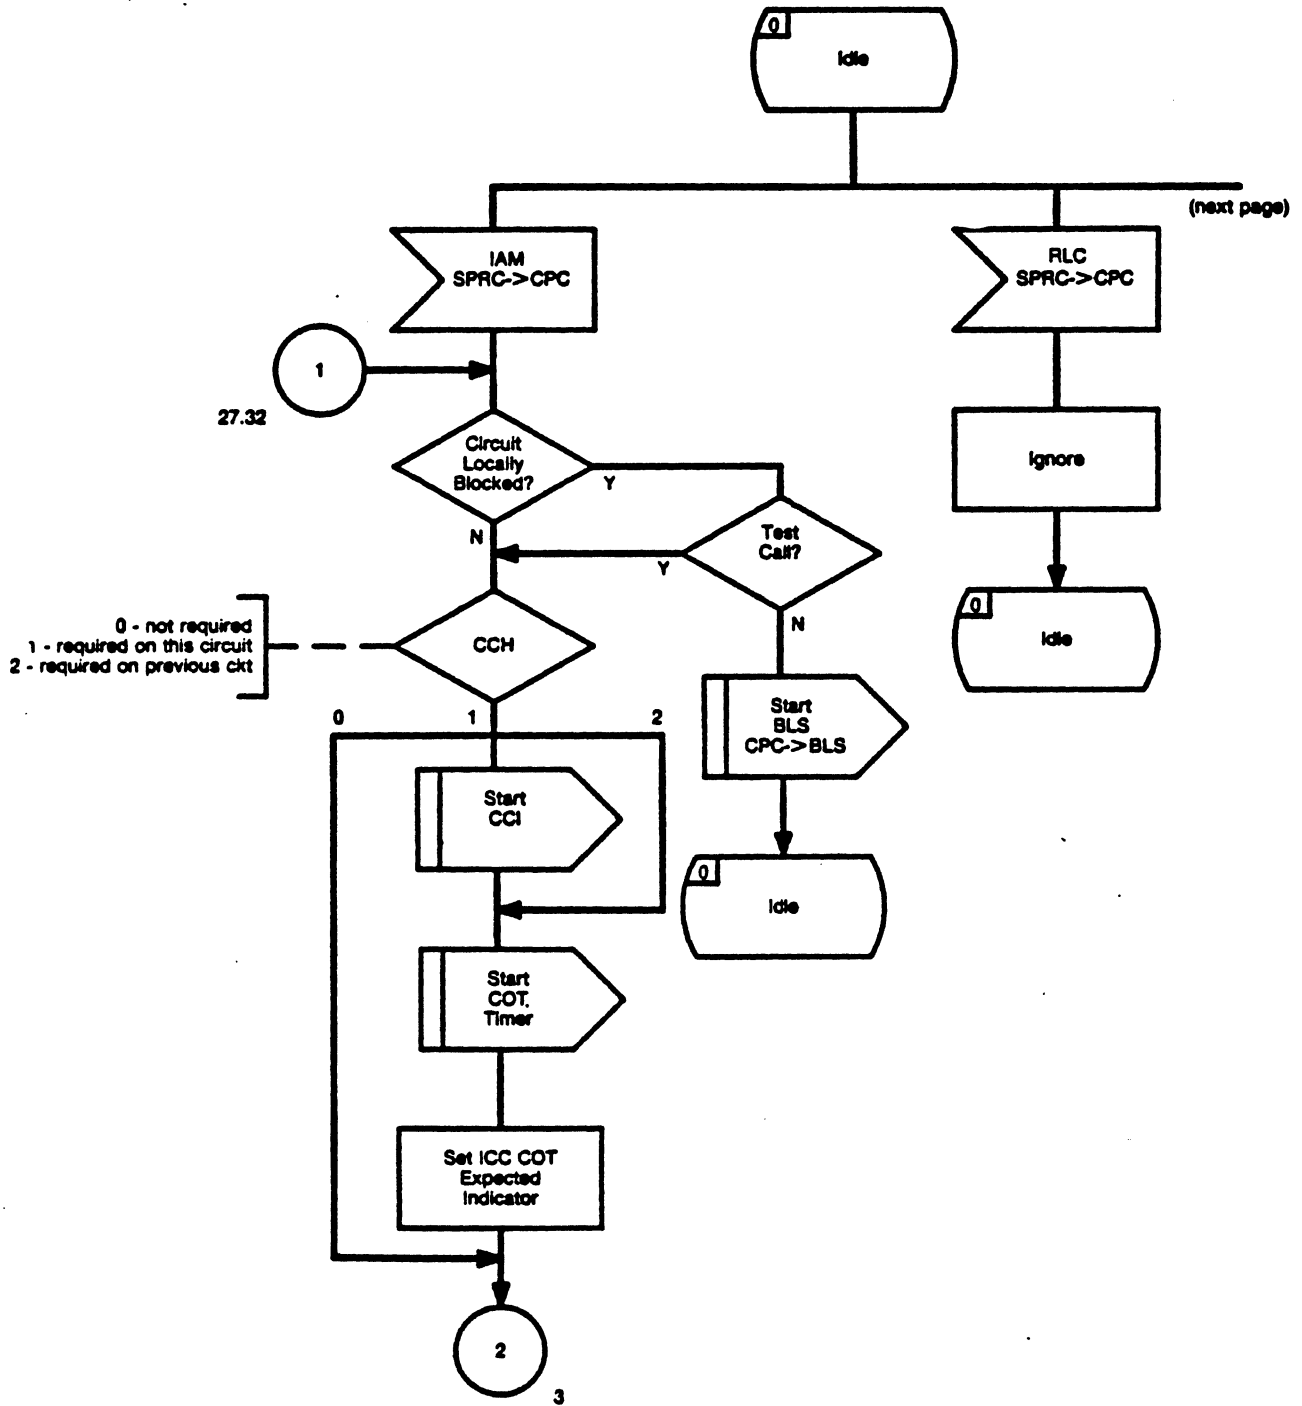 0
Idle
(next page)
IAM
SPRC->CPC
RLC
SPRC->CPC
1
27.32
Circuit
Locally
Blocked?
Y
N
Test
Call?
Y
N
Ignore
0
Idle
0 - not required
1 - required on this circuit
2 - required on previous ckt
CCH
0
1
2
Start
BLS
CPC->BLS
Start
CCI
0
Idle
Start
COT,
Timer
Set ICC COT
Expected
Indicator
2
3